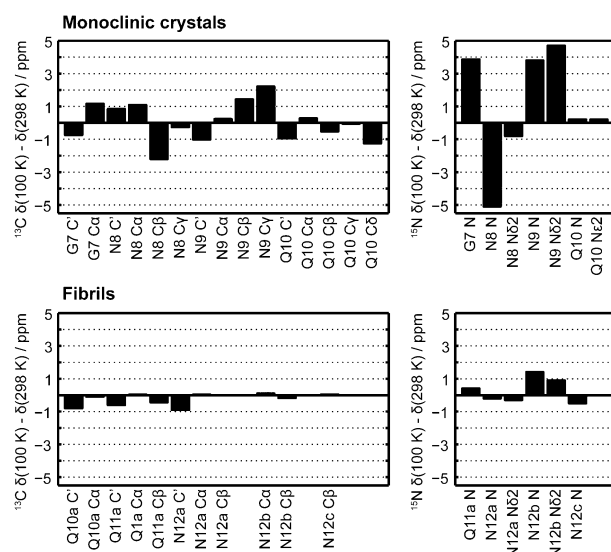 Monoclinic crystals
¹³C δ(100 K) - δ(298 K) / ppm
5
3
1
−1
−3
−5
G7 C'
G7 Cα
N8 C'
N8 Cα
N8 Cβ
N8 Cγ
N9 C'
N9 Cα
N9 Cβ
N9 Cγ
Q10 C'
Q10 Cα
Q10 Cβ
Q10 Cγ
Q10 Cδ
¹⁵N δ(100 K) - δ(298 K) / ppm
5
3
1
−1
−3
−5
G7 N
N8 N
N8 Nδ2
N9 N
N9 Nδ2
Q10 N
Q10 Nε2
Fibrils
¹³C δ(100 K) - δ(298 K) / ppm
5
3
1
−1
−3
−5
Q10a C'
Q10a Cα
Q11a C'
Q1a Cα
Q11a Cβ
N12a C'
N12a Cα
N12a Cβ
N12b Cα
N12b Cβ
N12c Cβ
¹⁵N δ(100 K) - δ(298 K) / ppm
5
3
1
−1
−3
−5
Q11a N
N12a N
N12a Nδ2
N12b N
N12b Nδ2
N12c N